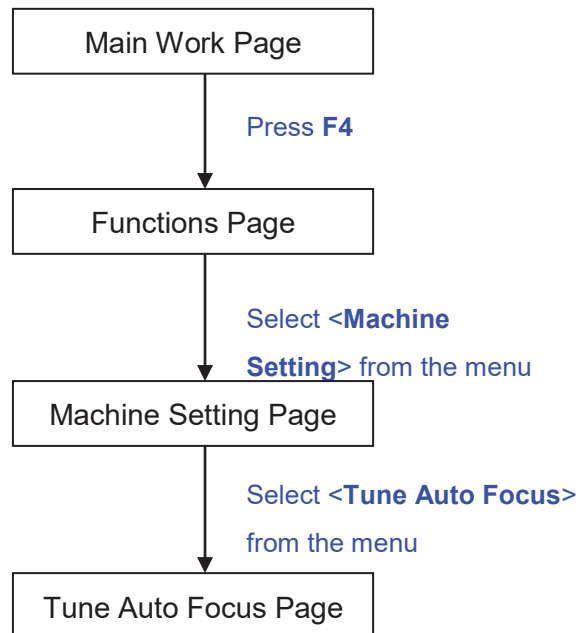 Main Work Page
Press F4
Functions Page
Select <Machine
Setting> from the menu
Machine Setting Page
Select <Tune Auto Focus>
from the menu
Tune Auto Focus Page